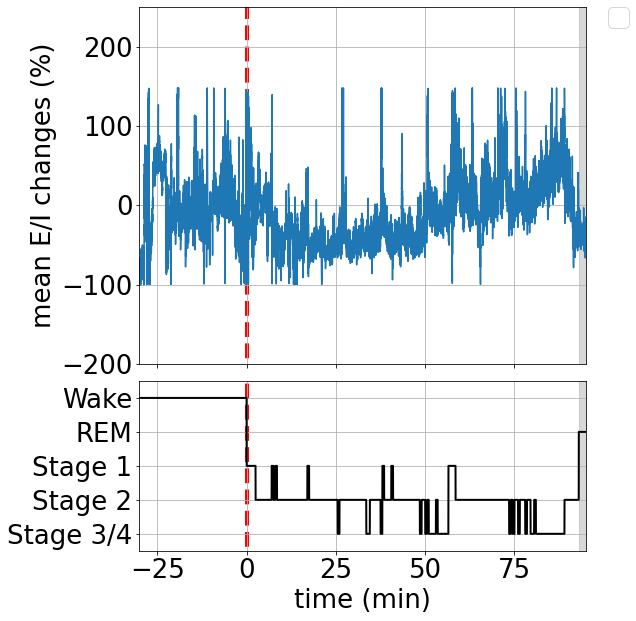 mean E/I changes (%)
200
100
0
−100
−200
Wake
REM
Stage 1
Stage 2
Stage 3/4
−25 0 25 50 75
time (min)